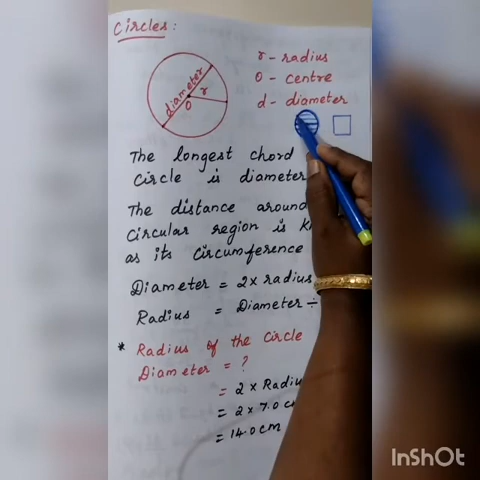 Circles:
diameter
r
O
r - radius
O - centre
d - diameter
The longest chord
circle is diameter
The distance around
circular region is
as its circumference
Diameter = 2 x radius
Radius = Diameter ÷
* Radius of the Circle
Diameter = ?
= 2 x Radiu
= 2 x 7.0 c
= 14.0 cm
InShOt